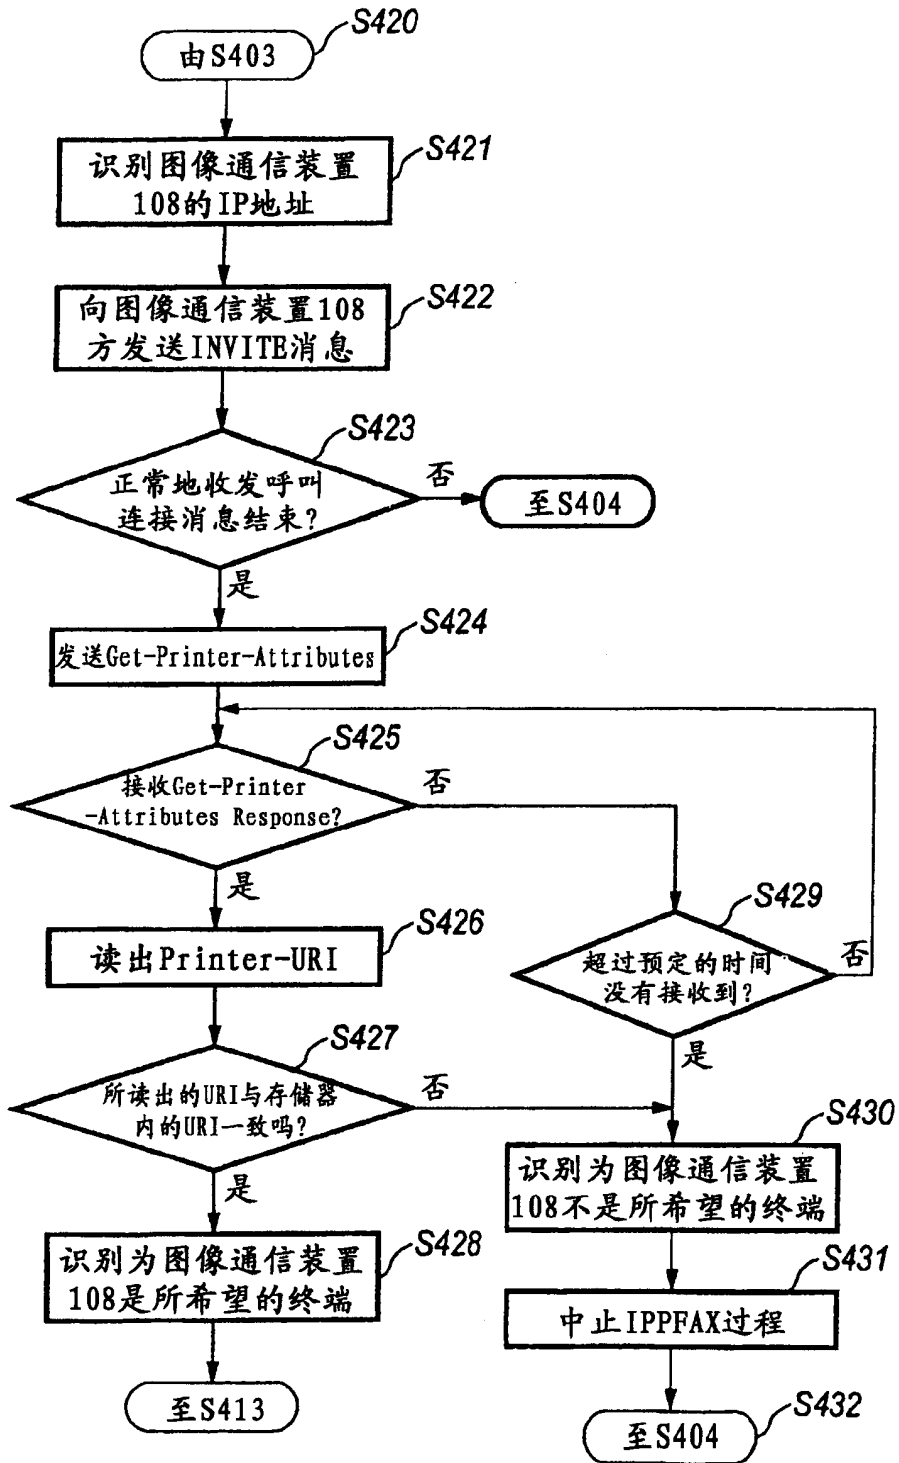 S420
由S403
S421
识别图像通信装置
108的IP地址
S422
向图像通信装置108
方发送INVITE消息
S423
正常地收发呼叫
连接消息结束?
否
至S404
是
S424
发送Get-Printer-Attributes
S425
接收Get-Printer
-Attributes Response?
否
是
S429
超过预定的时间
没有接收到?
否
是
S426
读出Printer-URI
S427
所读出的URI与存储器
内的URI一致吗?
否
是
S430
识别为图像通信装置
108不是所希望的终端
S428
识别为图像通信装置
108是所希望的终端
S431
中止IPPFAX过程
至S413
S432
至S404